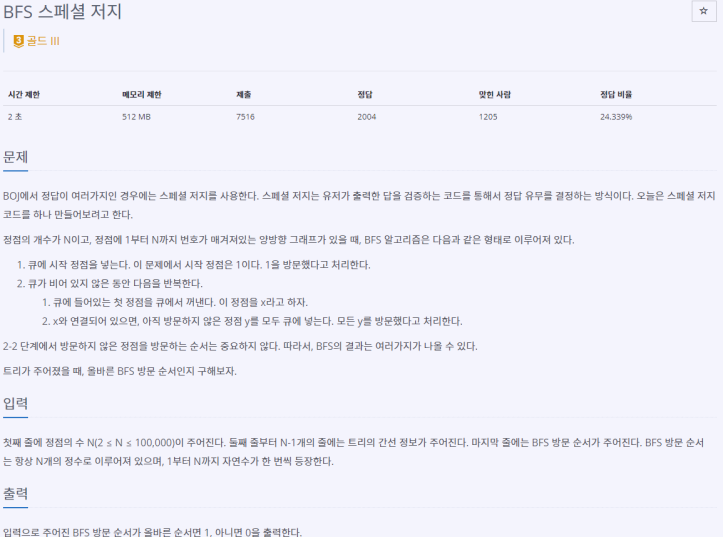 BFS 스페셜 저지
☆
3 골드 III
시간 제한 메모리 제한 제출 정답 맞힌 사람 정답 비율
2 초 512 MB 7516 2004 1205 24.339%
문제
BOJ에서 정답이 여러가지인 경우에는 스페셜 저지를 사용한다. 스페셜 저지는 유저가 출력한 답을 검증하는 코드를 통해서 정답 유무를 결정하는 방식이다. 오늘은 스페셜 저지
코드를 하나 만들어보려고 한다.
정점의 개수가 N이고, 정점에 1부터 N까지 번호가 매겨져있는 양방향 그래프가 있을 때, BFS 알고리즘은 다음과 같은 형태로 이루어져 있다.
1. 큐에 시작 정점을 넣는다. 이 문제에서 시작 정점은 1이다. 1을 방문했다고 처리한다.
2. 큐가 비어 있지 않은 동안 다음을 반복한다.
1. 큐에 들어있는 첫 정점을 큐에서 꺼낸다. 이 정점을 x라고 하자.
2. x와 연결되어 있으면, 아직 방문하지 않은 정점 y를 모두 큐에 넣는다. 모든 y를 방문했다고 처리한다.
2-2 단계에서 방문하지 않은 정점을 방문하는 순서는 중요하지 않다. 따라서, BFS의 결과는 여러가지가 나올 수 있다.
트리가 주어졌을 때, 올바른 BFS 방문 순서인지 구해보자.
입력
첫째 줄에 정점의 수 N(2 ≤ N ≤ 100,000)이 주어진다. 둘째 줄부터 N-1개의 줄에는 트리의 간선 정보가 주어진다. 마지막 줄에는 BFS 방문 순서가 주어진다. BFS 방문 순서
는 항상 N개의 정수로 이루어져 있으며, 1부터 N까지 자연수가 한 번씩 등장한다.
출력
입력으로 주어진 BFS 방문 순서가 올바른 순서면 1, 아니면 0을 출력한다.